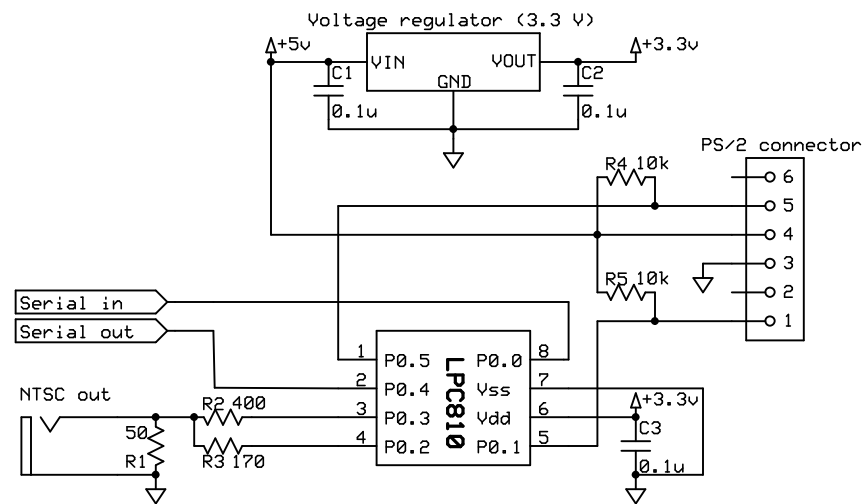 Voltage regulator (3.3 V)
+5v
+3.3v
VIN
VOUT
GND
C1
0.1u
C2
0.1u
PS/2 connector
R4 10k
6
5
4
3
2
1
R5 10k
Serial in
Serial out
NTSC out
LPC810
1 P0.5
2 P0.4
3 P0.3
4 P0.2
P0.0 8
Vss 7
Vdd 6
P0.1 5
R2 400
R3 170
50
R1
+3.3v
C3
0.1u